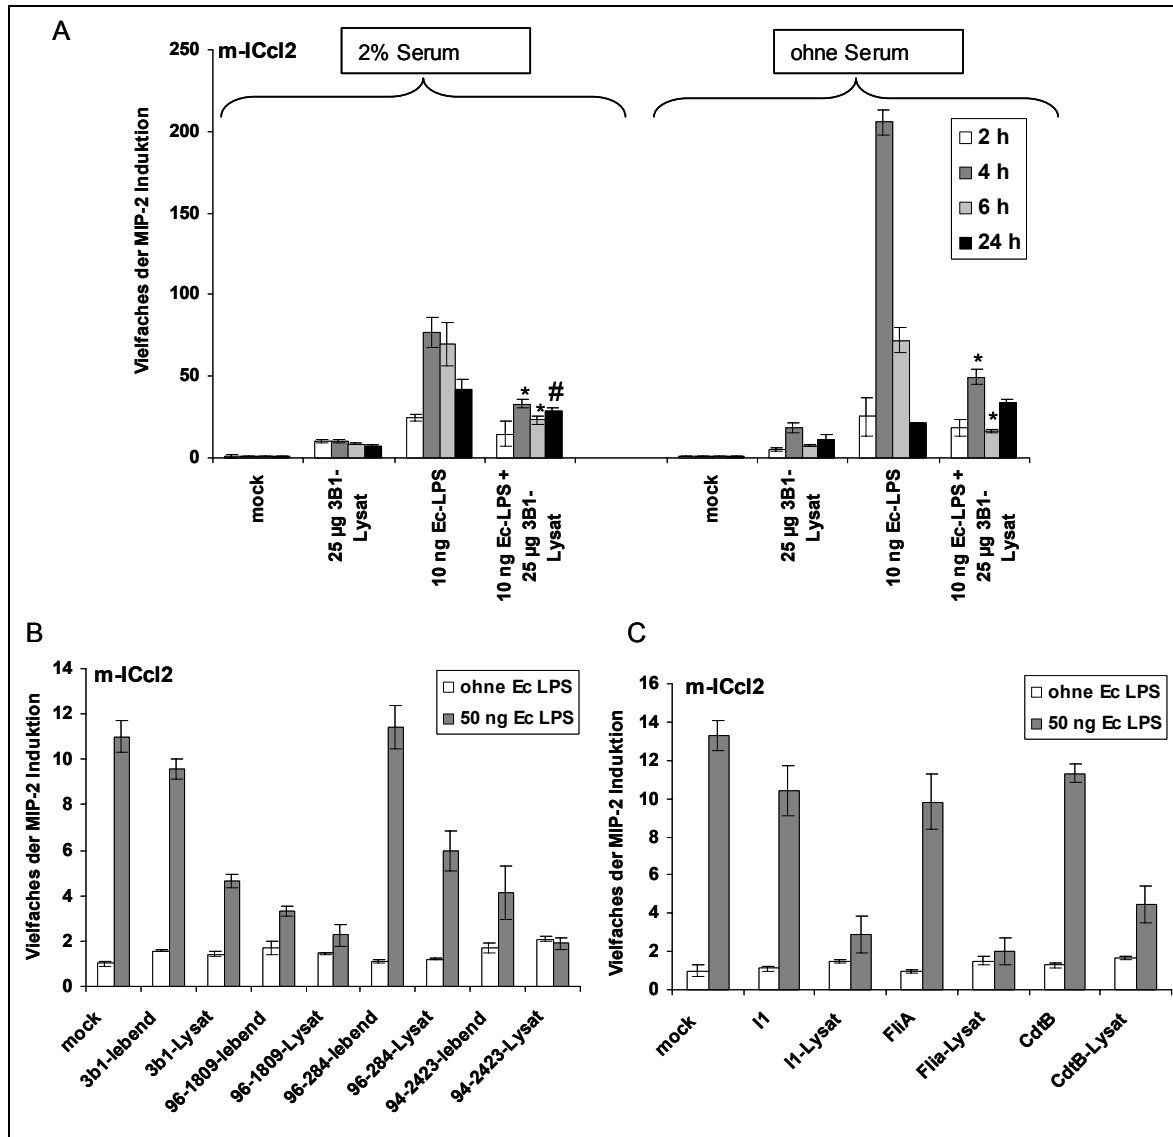 A
m-ICcl2
2% Serum
ohne Serum
Vielfaches der MIP-2 Induktion
250
200
150
100
50
0
2 h
4 h
6 h
24 h
*
*
#
*
*
mock
25 µg 3B1-
Lysat
10 ng Ec-LPS
10 ng Ec-LPS +
25 µg 3B1-
Lysat
mock
25 µg 3B1-
Lysat
10 ng Ec-LPS
10 ng Ec-LPS +
25 µg 3B1-
Lysat
B
m-ICcl2
Vielfaches der MIP-2 Induktion
14
12
10
8
6
4
2
0
ohne Ec LPS
50 ng Ec LPS
mock
3b1-lebend
3b1-Lysat
96-1809-lebend
96-1809-Lysat
96-284-lebend
96-284-Lysat
94-2423-lebend
94-2423-Lysat
C
m-ICcl2
Vielfaches der MIP-2 Induktion
16
14
12
10
8
6
4
2
0
ohne Ec LPS
50 ng Ec LPS
mock
I1
I1-Lysat
FliA
Flia-Lysat
CdtB
CdtB-Lysat